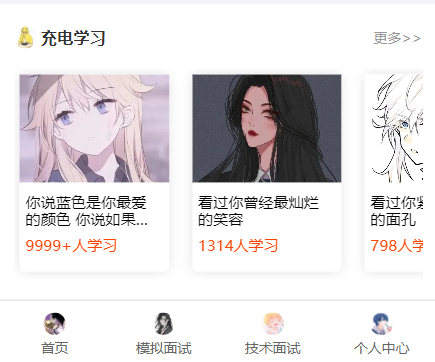 充电学习
更多>>
你说蓝色是你最爱
的颜色 你说如果...
9999+人学习
看过你曾经最灿烂
的笑容
1314人学习
看过你
的面孔
798人学
首页
模拟面试
技术面试
个人中心